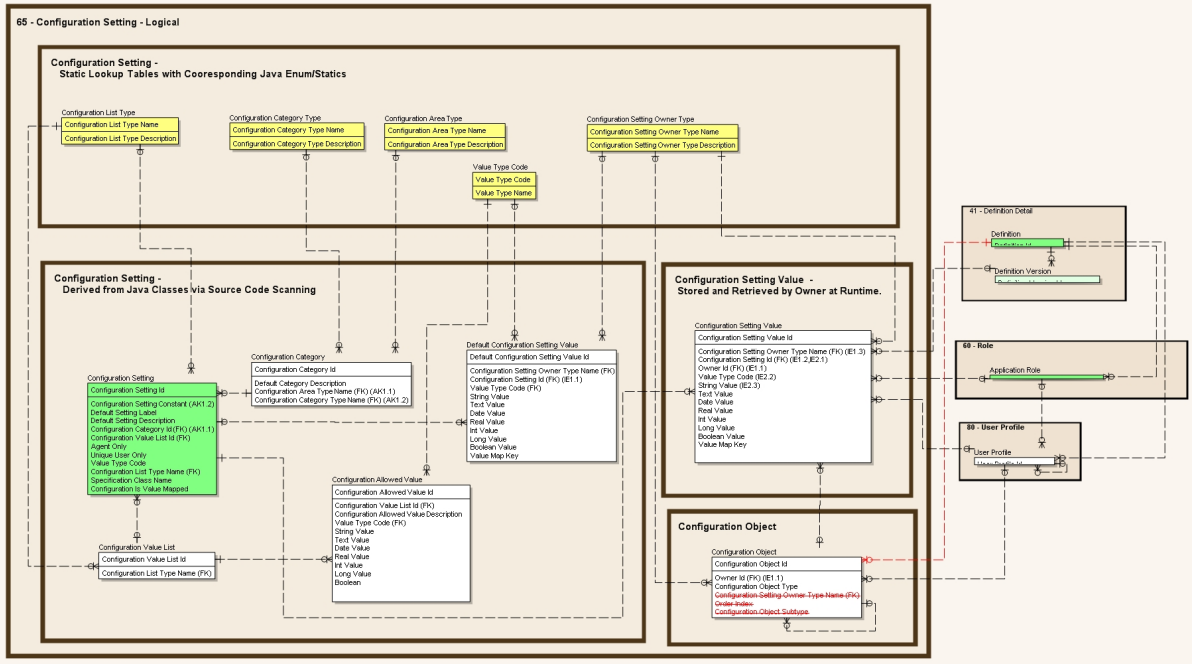 65 - Configuration Setting - Logical
Configuration Setting -
Static Lookup Tables with Cooresponding Java Enum/Statics
Configuration List Type
Configuration List Type Name
Configuration List Type Description
Configuration Category Type
Configuration Category Type Name
Configuration Category Type Description
Configuration Area Type
Configuration Area Type Name
Configuration Area Type Description
Configuration Setting Owner Type
Configuration Setting Owner Type Name
Configuration Setting Owner Type Description
Value Type Code
Value Type Code
Value Type Name
Configuration Setting -
Derived from Java Classes via Source Code Scanning
Configuration Category
Configuration Category Id
Default Category Description
Configuration Area Type Name (FK) (AK1.1)
Configuration Category Type Name (FK) (AK1.2)
Default Configuration Setting Value
Default Configuration Setting Value Id
Configuration Setting Owner Type Name (FK)
Configuration Setting Id (FK) (IE1.1)
Value Type Code (FK)
String Value
Text Value
Date Value
Real Value
Int Value
Long Value
Boolean Value
Value Map Key
Configuration Setting
Configuration Setting Id
Configuration Setting Constant (AK1.2)
Default Setting Label
Default Setting Description
Configuration Category Id (FK) (AK1.1)
Configuration Value List Id (FK)
Agent Only
Unique User Only
Value Type Code
Configuration List Type Name (FK)
Specification Class Name
Configuration Is Value Mapped
Configuration Allowed Value
Configuration Allowed Value Id
Configuration Value List Id (FK)
Configuration Allowed Value Description
Value Type Code (FK)
String Value
Text Value
Date Value
Real Value
Int Value
Long Value
Boolean
Configuration Value List
Configuration Value List Id
Configuration List Type Name (FK)
Configuration Setting Value -
Stored and Retrieved by Owner at Runtime.
Configuration Setting Value
Configuration Setting Value Id
Configuration Setting Owner Type Name (FK) (IE1.3)
Configuration Setting Id (FK) (IE1.2,IE2.1)
Owner Id (FK) (IE1.1)
Value Type Code (IE2.2)
String Value (IE2.3)
Text Value
Date Value
Real Value
Int Value
Long Value
Boolean Value
Value Map Key
Configuration Object
Configuration Object
Configuration Object Id
Owner Id (FK) (IE1.1)
Configuration Object Type
Configuration Setting Owner Type Name (FK)
Order Index
Configuration Object Subtype
41 - Definition Detail
Definition
Definition Version
60 - Role
Application Role
80 - User Profile
User Profile